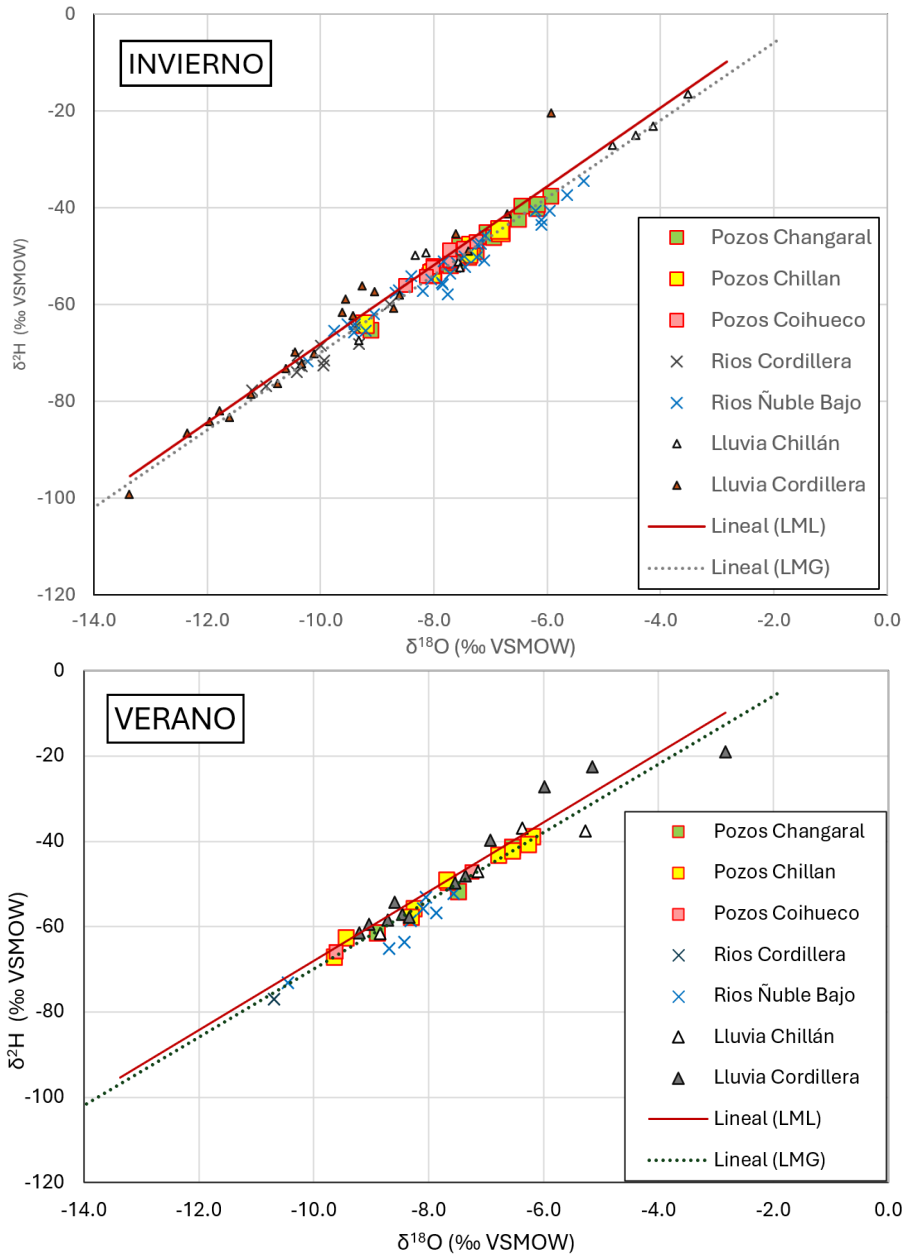 INVIERNO
0
-20
-40
-60
-80
-100
-120
δ²H (‰ VSMOW)
-14.0
-12.0
-10.0
-8.0
-6.0
-4.0
-2.0
0.0
δ¹⁸O (‰ VSMOW)
Pozos Changaral
Pozos Chillan
Pozos Coihueco
Rios Cordillera
Rios Ñuble Bajo
Lluvia Chillán
Lluvia Cordillera
Lineal (LML)
Lineal (LMG)
VERANO
0
-20
-40
-60
-80
-100
-120
δ²H (‰ VSMOW)
-14.0
-12.0
-10.0
-8.0
-6.0
-4.0
-2.0
0.0
δ¹⁸O (‰ VSMOW)
Pozos Changaral
Pozos Chillan
Pozos Coihueco
Rios Cordillera
Rios Ñuble Bajo
Lluvia Chillán
Lluvia Cordillera
Lineal (LML)
Lineal (LMG)